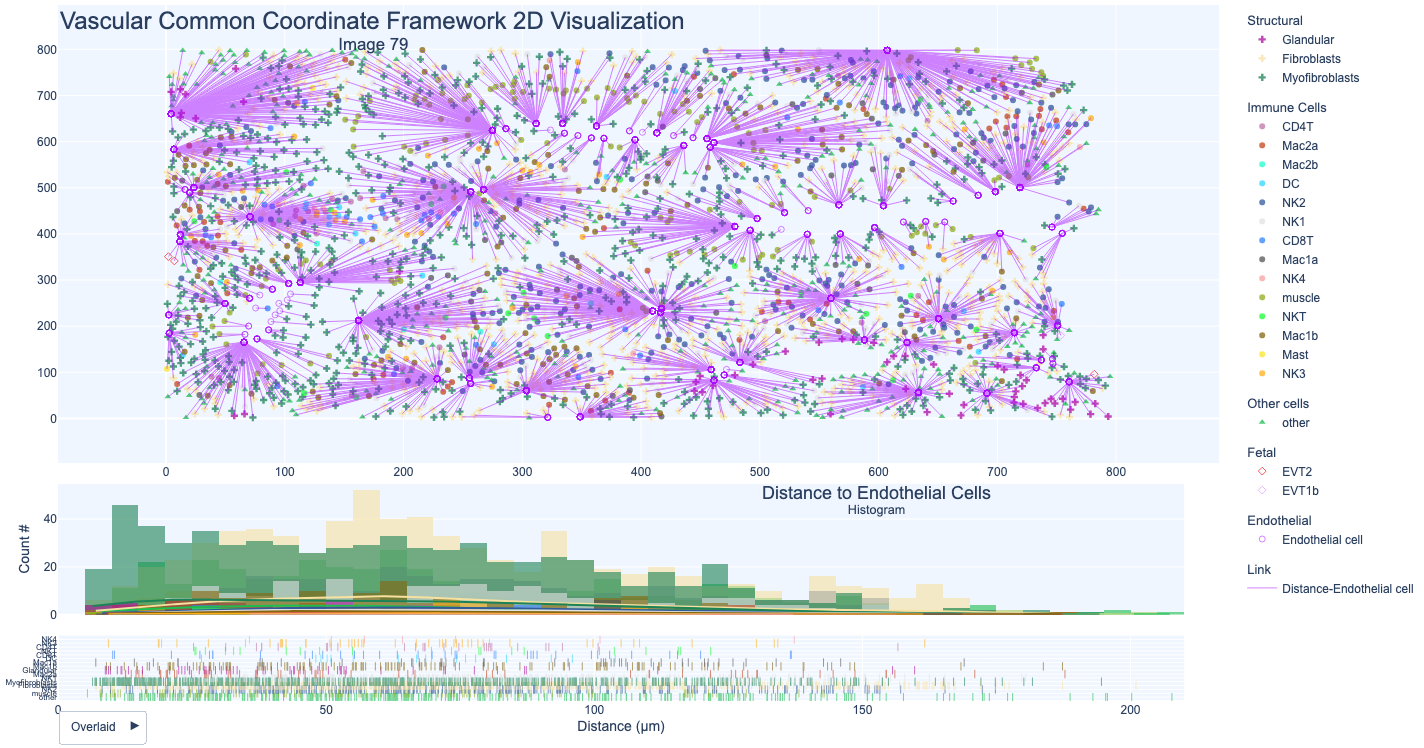 Vascular Common Coordinate Framework 2D Visualization
Image 79
800
700
600
500
400
300
200
100
0
0 100 200 300 400 500 600 700 800
Structural
Glandular
Fibroblasts
Myofibroblasts
Immune Cells
CD4T
Mac2a
Mac2b
DC
NK2
NK1
CD8T
Mac1a
NK4
muscle
NKT
Mac1b
Mast
NK3
Other cells
other
Fetal
EVT2
EVT1b
Endothelial
Endothelial cell
Link
Distance-Endothelial cell
Distance to Endothelial Cells
Histogram
Count #
40
20
0
NK4
Myofibroblasts
muscle
0 50 100 150 200
Distance (μm)
Overlaid ▶